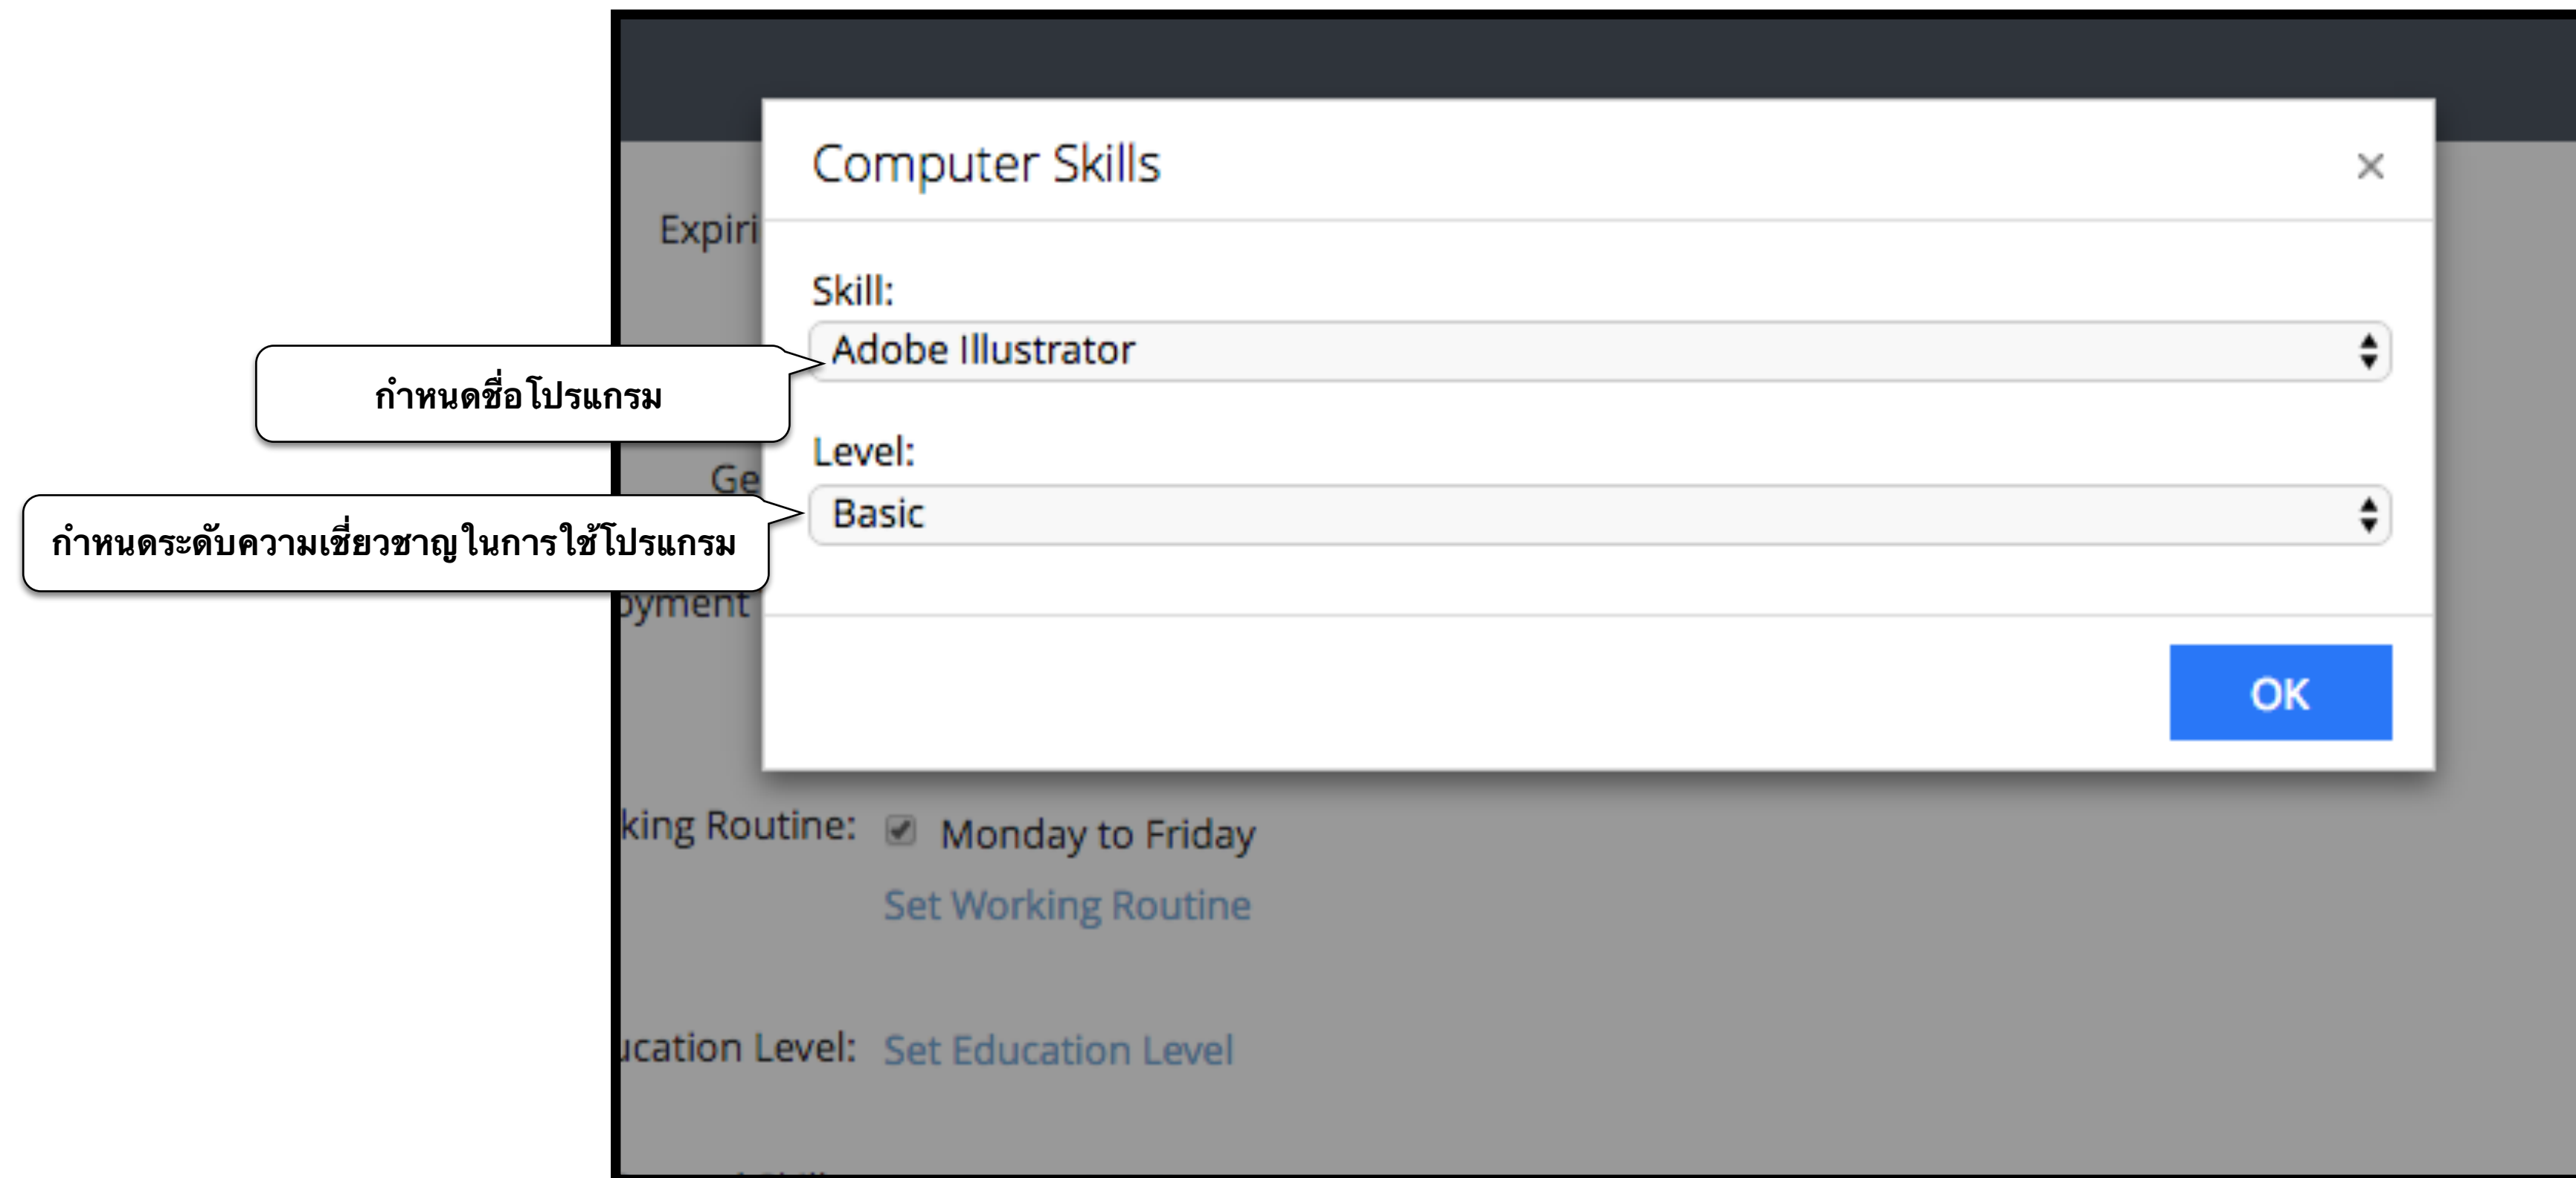 Computer Skills
×
Expiri
Skill:
Adobe Illustrator
กำหนดชื่อโปรแกรม
Level:
Ge
Basic
กำหนดระดับความเชี่ยวชาญในการใช้โปรแกรม
oyment
OK
king Routine: Monday to Friday
Set Working Routine
ucation Level: Set Education Level